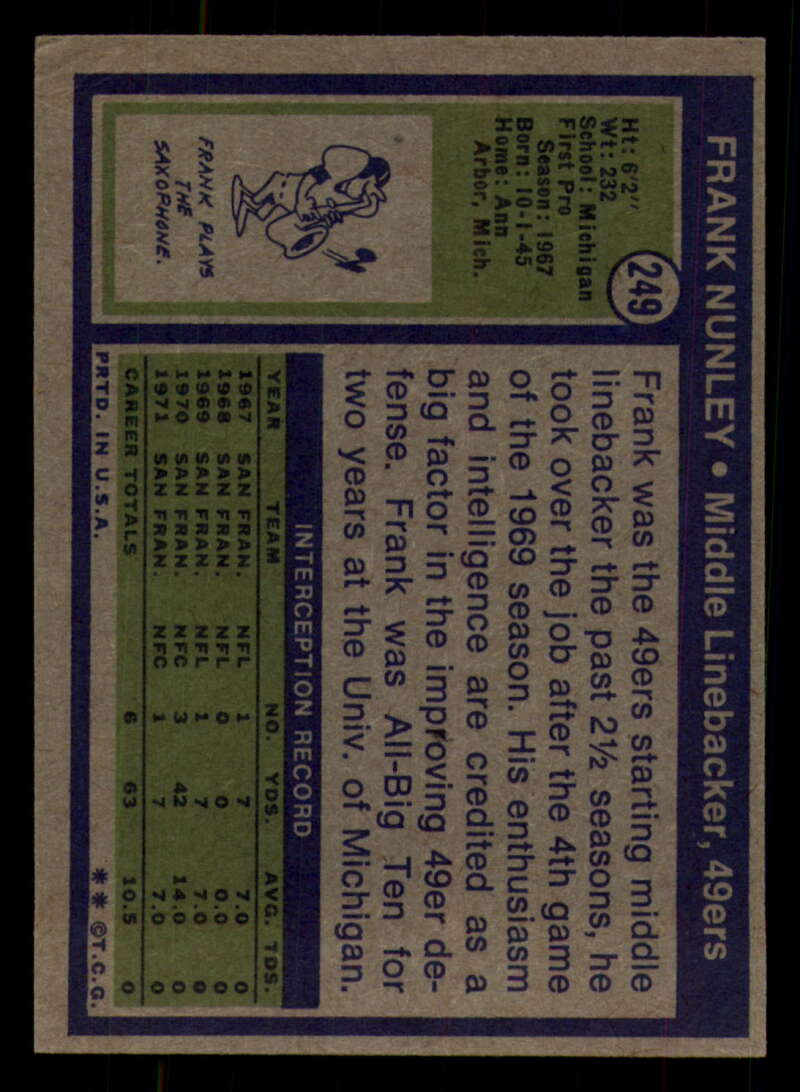 FRANK NUNLEY • Middle Linebacker, 49ers
249
Ht: 6'2"
Wt: 232
School: Michigan
First Pro
Season: 1967
Born: 10-1-45
Home: Ann
Arbor, Mich.
FRANK PLAYS
THE
SAXOPHONE.
Frank was the 49ers starting middle
linebacker the past 2½ seasons, he
took over the job after the 4th game
of the 1969 season. His enthusiasm
and intelligence are credited as a
big factor in the improving 49er de-
fense. Frank was All-Big Ten for
two years at the Univ. of Michigan.
INTERCEPTION RECORD
YEAR TEAM NO. YDS. AVG. TDS.
1967 SAN FRAN. NFL 1 7 7.0 0
1968 SAN FRAN. NFL 0 0 0.0 0
1969 SAN FRAN. NFL 1 7 7.0 0
1970 SAN FRAN. NFC 3 42 14.0 0
1971 SAN FRAN. NFC 1 7 7.0 0
CAREER TOTALS 6 63 10.5 0
PRTD. IN U.S.A. ** ©T.C.G.